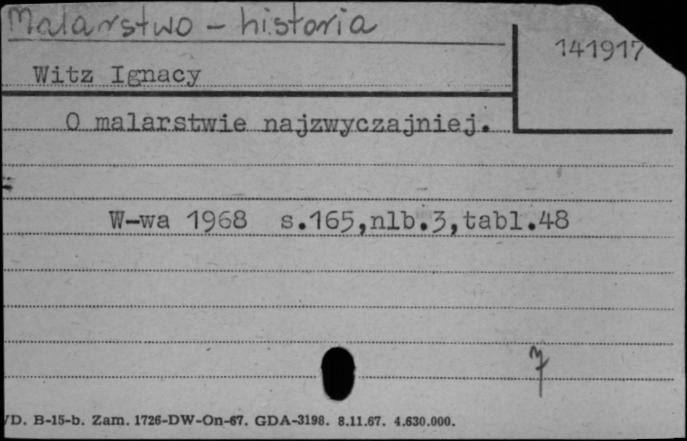 Malarstwo – historia
141917
Witz Ignacy
O malarstwie najzwyczajniej.
W-wa 1968 s.165,nlb.3,tabl.48
7
/D. B-15-b. Zam. 1726-DW-On-67. GDA-3198. 8.11.67. 4.630.000.